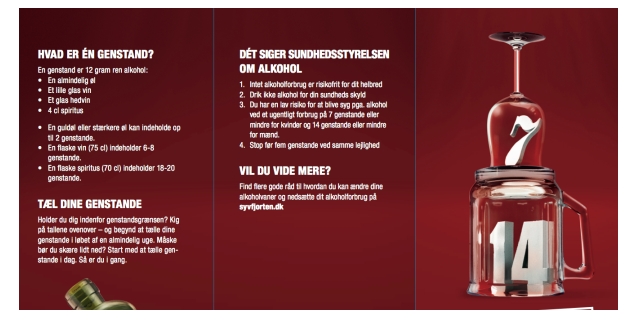 HVAD ER ÉN GENSTAND?
En genstand er 12 gram ren alkohol:
• En almindelig øl
• Et lille glas vin
• Et glas hedvin
• 4 cl spiritus
• En guldøl eller stærkere øl kan indeholde op
til 2 genstande.
• En flaske vin (75 cl) indeholder 6-8
genstande.
• En flaske spiritus (70 cl) indeholder 18-20
genstande.
TÆL DINE GENSTANDE
Holder du dig indenfor genstandsgrænsen? Kig
på tallene ovenover – og begynd at tælle dine
genstande i løbet af en almindelig uge. Måske
bør du skære lidt ned? Start med at tælle gen-
stande i dag. Så er du i gang.
DÉT SIGER SUNDHEDSSTYRELSEN
OM ALKOHOL
1. Intet alkoholforbrug er risikofrit for dit helbred
2. Drik ikke alkohol for din sundheds skyld
3. Du har en lav risiko for at blive syg pga. alkohol
ved et ugentligt forbrug på 7 genstande eller
mindre for kvinder og 14 genstande eller mindre
for mænd.
4. Stop før fem genstande ved samme lejlighed
VIL DU VIDE MERE?
Find flere gode råd til hvordan du kan ændre dine
alkoholvaner og nedsætte dit alkoholforbrug på
syvfjorten.dk
7
14